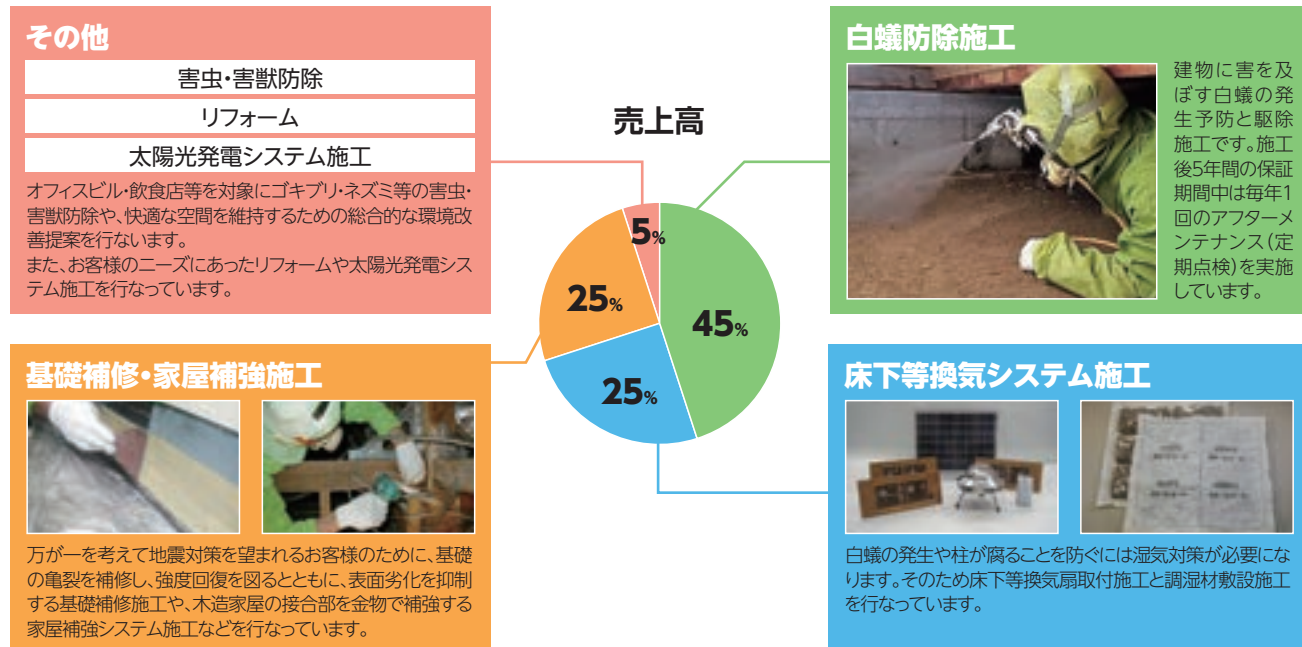 その他
害虫・害獣防除
リフォーム
太陽光発電システム施工
オフィスビル・飲食店等を対象にゴキブリ・ネズミ等の害虫・
害獣防除や、快適な空間を維持するための総合的な環境改
善提案を行ないます。
また、お客様のニーズにあったリフォームや太陽光発電シス
テム施工を行なっています。
売上高
5%
25%
45%
25%
白蟻防除施工
建物に害を及
ぼす白蟻の発
生予防と駆除
施工です。施工
後5年間の保証
期間中は毎年1
回のアフターメ
ンテナンス(定
期点検)を実施
しています。
基礎補修・家屋補強施工
万が一を考えて地震対策を望まれるお客様のために、基礎
の亀裂を補修し、強度回復を図るとともに、表面劣化を抑制
する基礎補修施工や、木造家屋の接合部を金物で補強する
家屋補強システム施工などを行なっています。
床下等換気システム施工
白蟻の発生や柱が腐ることを防ぐには湿気対策が必要にな
ります。そのため床下等換気扇取付施工と調湿材敷設施工
を行なっています。